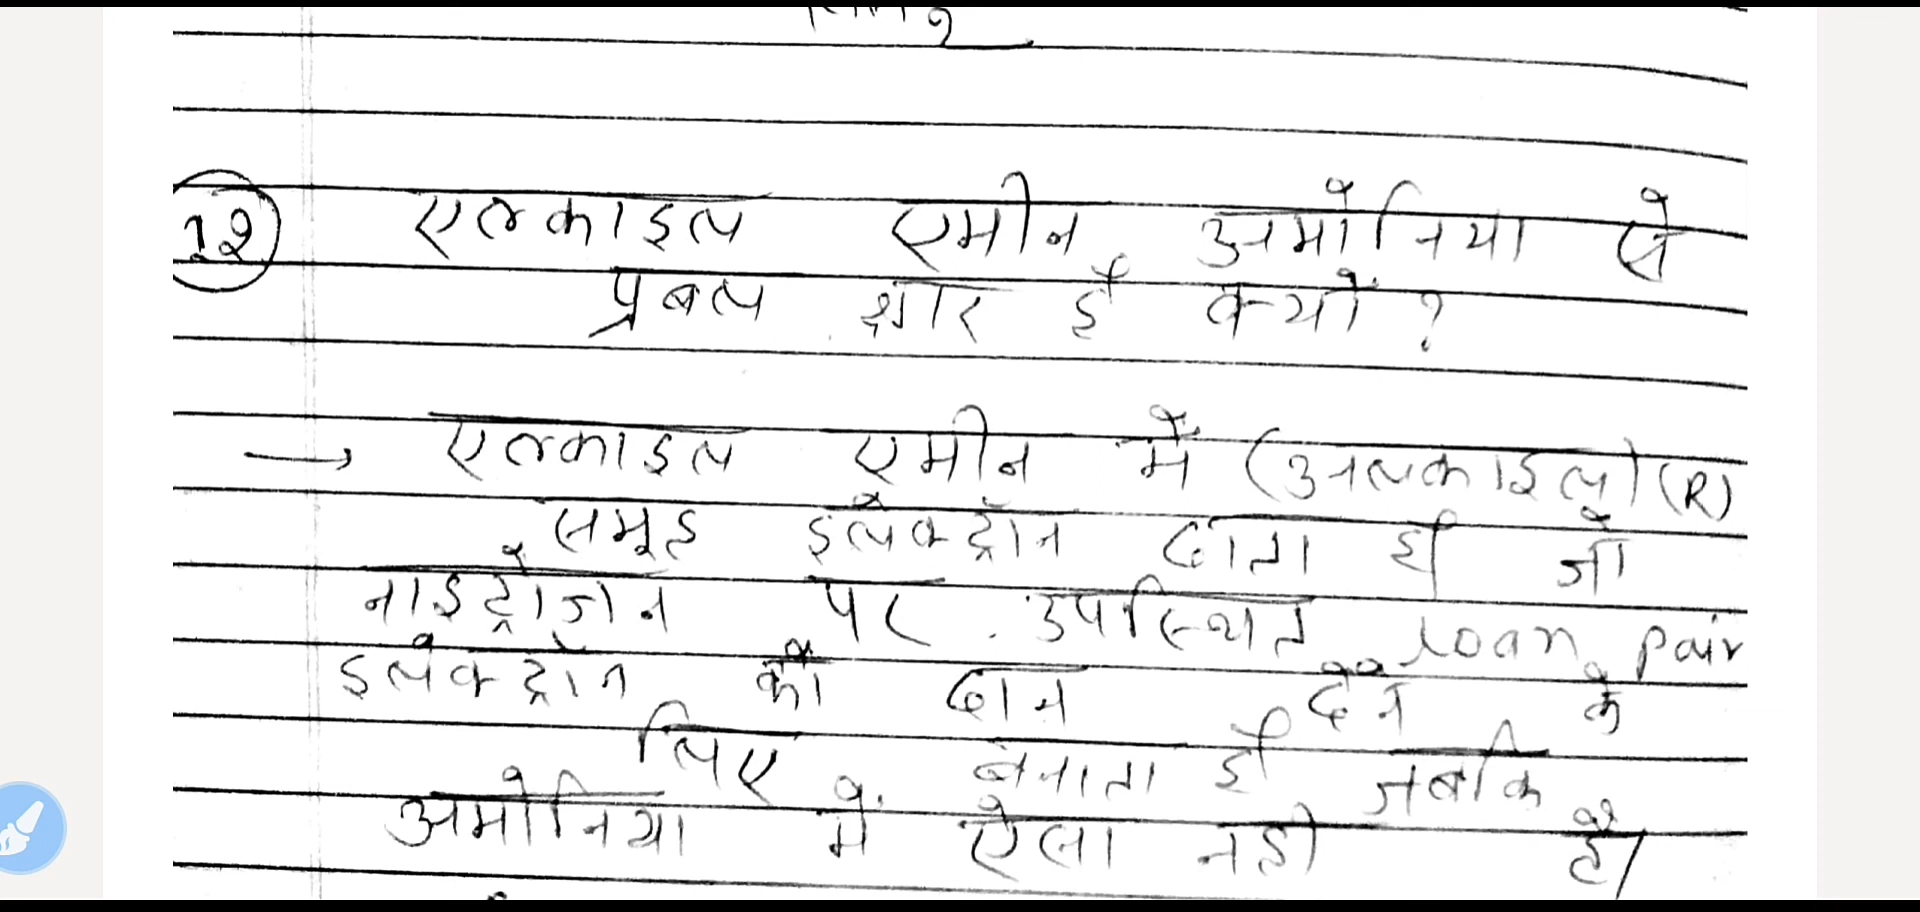 12 एल्काइल एमीन अमोनिया से
प्रबल क्षार है क्यों ?
→ एल्काइल एमीन में (अल्काइल) (R)
समूह इलेक्ट्रॉन दाता है जो
नाइट्रोजन पर उपस्थित loan pair
इलेक्ट्रॉन को दान देने के
लिए बनाता है जबकि
अमोनिया में ऐसा नही है।